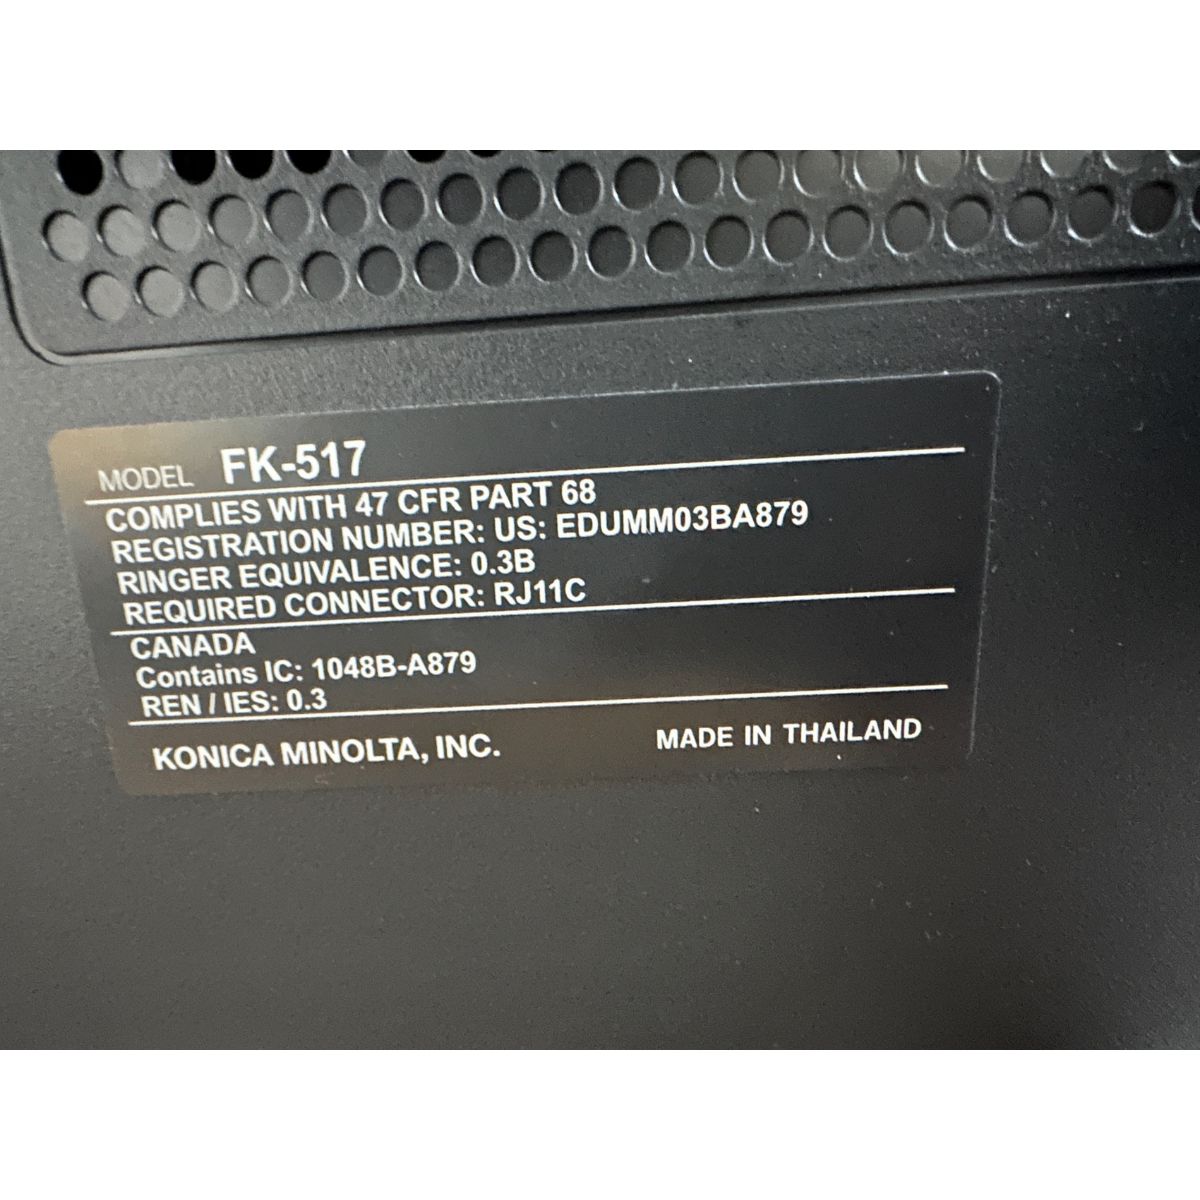 MODEL FK-517
COMPLIES WITH 47 CFR PART 68
REGISTRATION NUMBER: US: EDUMM03BA879
RINGER EQUIVALENCE: 0.3B
REQUIRED CONNECTOR: RJ11C
CANADA
Contains IC: 1048B-A879
REN / IES: 0.3
KONICA MINOLTA, INC. MADE IN THAILAND